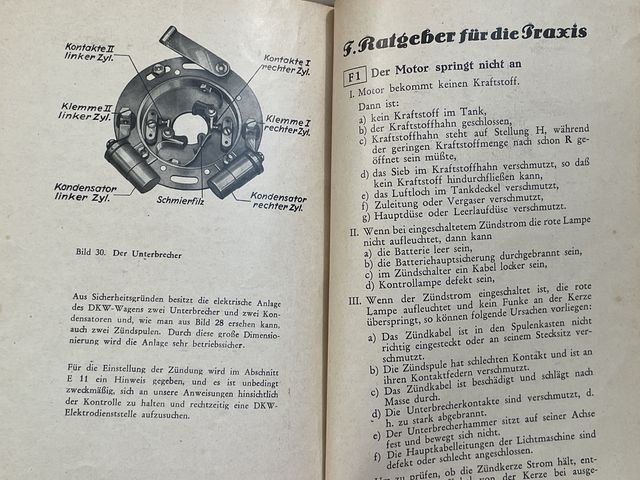 Kontakte II
linker Zyl.
Kontakte I
rechter Zyl.
Klemme II
linker Zyl.
Klemme I
rechter Zyl.
Kondensator
linker Zyl.
Schmierfilz
Kondensator
rechter Zyl.
Bild 30. Der Unterbrecher
Aus Sicherheitsgründen besitzt die elektrische Anlage
des DKW-Wagens zwei Unterbrecher und zwei Kon-
densatoren und, wie man aus Bild 28 ersehen kann,
auch zwei Zündspulen. Durch diese große Dimensio-
nierung wird die Anlage sehr betriebssicher.
Für die Einstellung der Zündung wird im Abschnitt
E 11 ein Hinweis gegeben, und es ist unbedingt
zweckmäßig, sich an unsere Anweisungen hinsichtlich
der Kontrolle zu halten und rechtzeitig eine DKW-
Elektrodienststelle aufzusuchen.
F. Ratgeber für die Praxis
F 1 Der Motor springt nicht an
I. Motor bekommt keinen Kraftstoff.
Dann ist:
a) kein Kraftstoff im Tank,
b) der Kraftstoffhahn geschlossen,
c) Kraftstoffhahn steht auf Stellung H, während
der geringen Kraftstoffmenge nach schon R ge-
öffnet sein müßte,
d) das Sieb im Kraftstoffhahn verschmutzt, so daß
kein Kraftstoff hindurchfließen kann,
e) das Luftloch im Tankdeckel verschmutzt,
f) Zuleitung oder Vergaser verschmutzt,
g) Hauptdüse oder Leerlaufdüse verschmutzt.
II. Wenn bei eingeschaltetem Zündstrom die rote Lampe
nicht aufleuchtet, dann kann
a) die Batterie leer sein,
b) die Batteriehauptsicherung durchgebrannt sein,
c) im Zündschalter ein Kabel locker sein,
d) Kontrollampe defekt sein,
III. Wenn der Zündstrom eingeschaltet ist, die rote
Lampe aufleuchtet und kein Funke an der Kerze
überspringt, so können folgende Ursachen vorliegen:
a) Das Zündkabel ist in den Spulenkasten nicht
richtig eingesteckt oder an seinem Stecksitz ver-
schmutzt.
b) Die Zündspule hat schlechten Kontakt und ist an
ihren Kontaktfedern verschmutzt.
c) Das Zündkabel ist beschädigt und schlägt nach
Masse durch.
d) Die Unterbrecherkontakte sind verschmutzt, d.
h. zu stark abgebrannt.
e) Der Unterbrecherhammer sitzt auf seiner Achse
fest und bewegt sich nicht.
f) Die Hauptkabelleitungen der Lichtmaschine sind
defekt oder schlecht angeschlossen.
zu prüfen, ob die Zündkerze Strom hält, ent-
von der Kerze bei ausge-